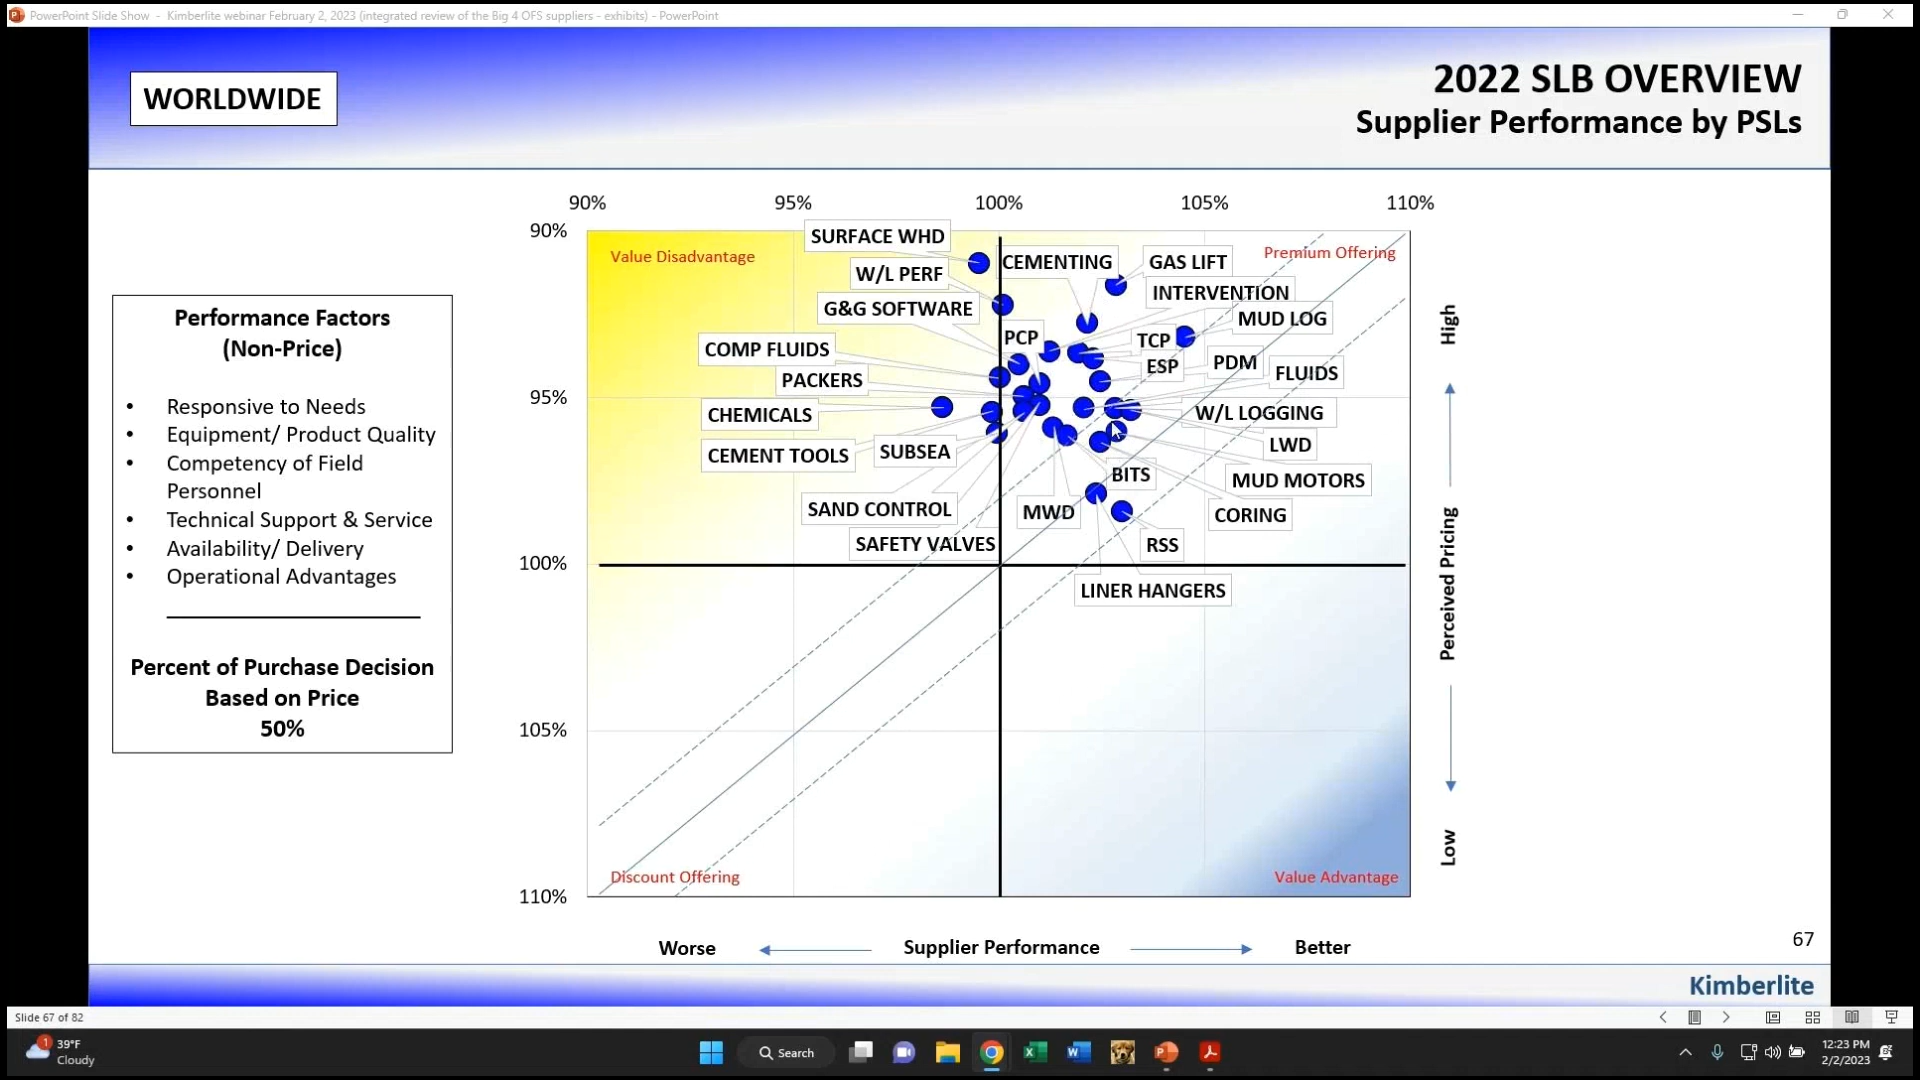 PowerPoint Slide Show - Kimberlite webinar February 2, 2023 (integrated review of the Big 4 OFS suppliers - exhibits) - PowerPoint
WORLDWIDE
2022 SLB OVERVIEW
Supplier Performance by PSLs
Performance Factors
(Non-Price)
• Responsive to Needs
• Equipment/ Product Quality
• Competency of Field
Personnel
• Technical Support & Service
• Availability/ Delivery
• Operational Advantages
Percent of Purchase Decision
Based on Price
50%
90% 95% 100% 105% 110%
90%
95%
100%
105%
110%
Value Disadvantage
Premium Offering
SURFACE WHD
W/L PERF
CEMENTING
GAS LIFT
G&G SOFTWARE
INTERVENTION
MUD LOG
COMP FLUIDS
PCP
TCP
PACKERS
ESP
PDM
FLUIDS
CHEMICALS
W/L LOGGING
CEMENT TOOLS
SUBSEA
LWD
BITS
MUD MOTORS
SAND CONTROL
MWD
CORING
SAFETY VALVES
RSS
LINER HANGERS
Discount Offering
Value Advantage
High
Perceived Pricing
Low
Worse
Supplier Performance
Better
67
Kimberlite
Slide 67 of 82
1
39°F
Cloudy
Search
12:23 PM
2/2/2023